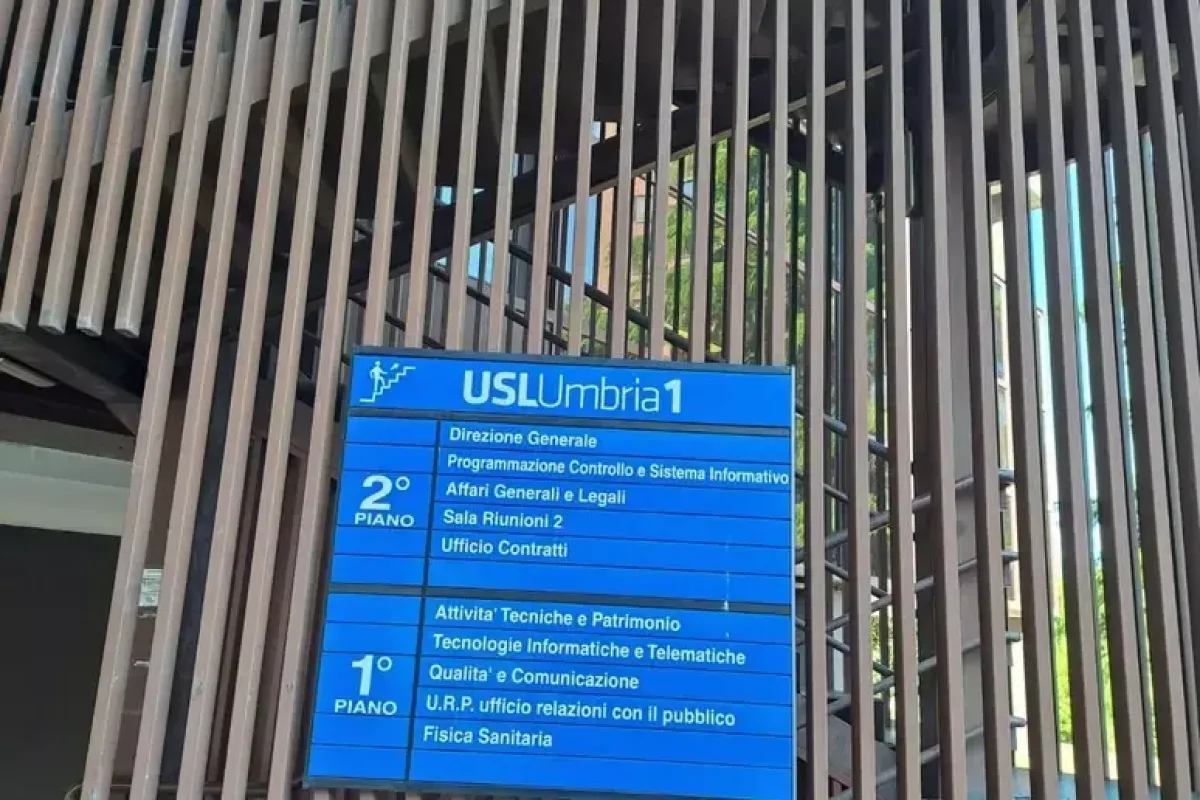 USLUmbria1
2° PIANO
Direzione Generale
Programmazione Controllo e Sistema Informativo
Affari Generali e Legali
Sala Riunioni 2
Ufficio Contratti
1° PIANO
Attivita' Tecniche e Patrimonio
Tecnologie Informatiche e Telematiche
Qualita' e Comunicazione
U.R.P. ufficio relazioni con il pubblico
Fisica Sanitaria